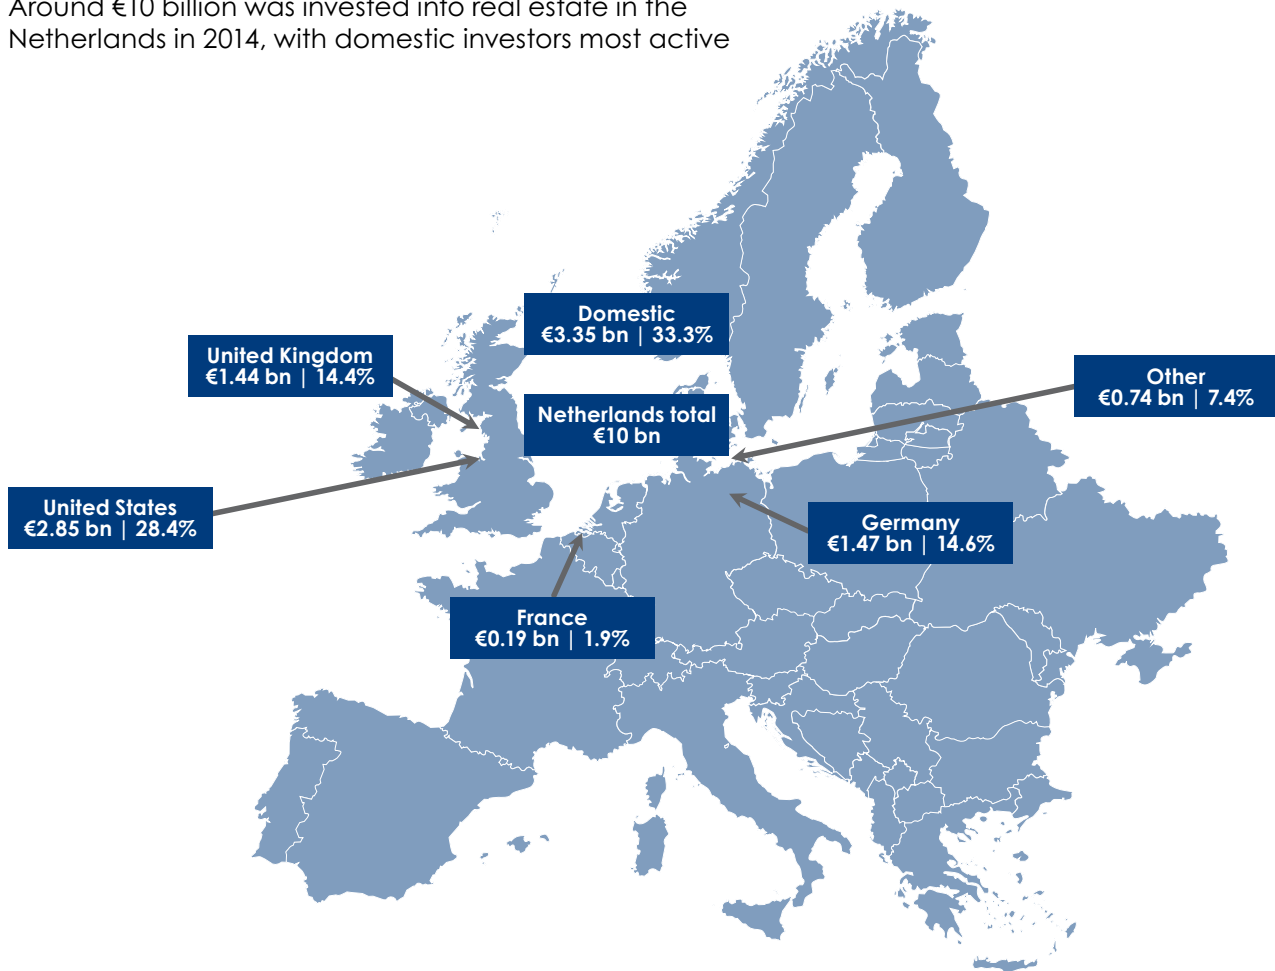 Around €10 billion was invested into real estate in the
Netherlands in 2014, with domestic investors most active
Domestic
€3.35 bn | 33.3%
United Kingdom
€1.44 bn | 14.4%
Other
€0.74 bn | 7.4%
Netherlands total
€10 bn
United States
€2.85 bn | 28.4%
Germany
€1.47 bn | 14.6%
France
€0.19 bn | 1.9%